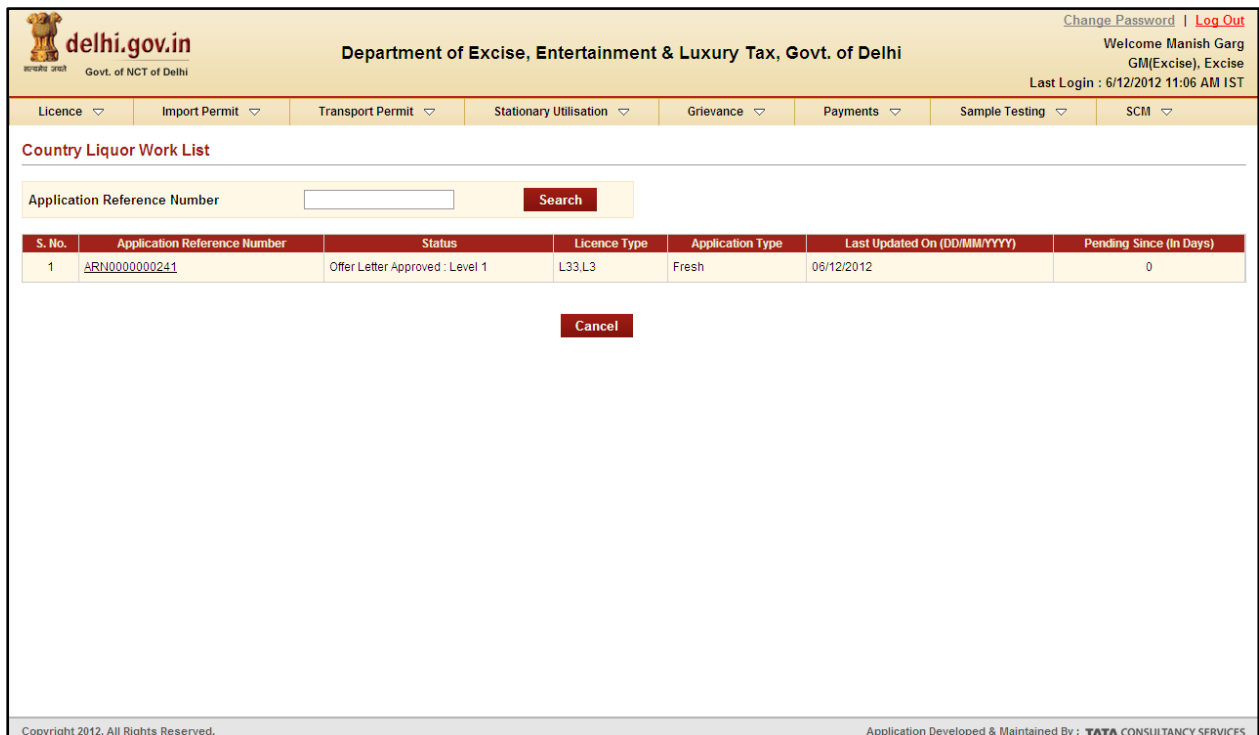 Change Password | Log Out
delhi.gov.in
सत्यमेव जयते
Govt. of NCT of Delhi
Department of Excise, Entertainment & Luxury Tax, Govt. of Delhi
Welcome Manish Garg
GM(Excise), Excise
Last Login : 6/12/2012 11:06 AM IST
Licence Import Permit Transport Permit Stationary Utilisation Grievance Payments Sample Testing SCM
Country Liquor Work List
Application Reference Number Search
S. No. Application Reference Number Status Licence Type Application Type Last Updated On (DD/MM/YYYY) Pending Since (In Days)
1 ARN0000000241 Offer Letter Approved : Level 1 L33,L3 Fresh 06/12/2012 0
Cancel
Copyright 2012. All Rights Reserved. Application Developed & Maintained By : TATA CONSULTANCY SERVICES